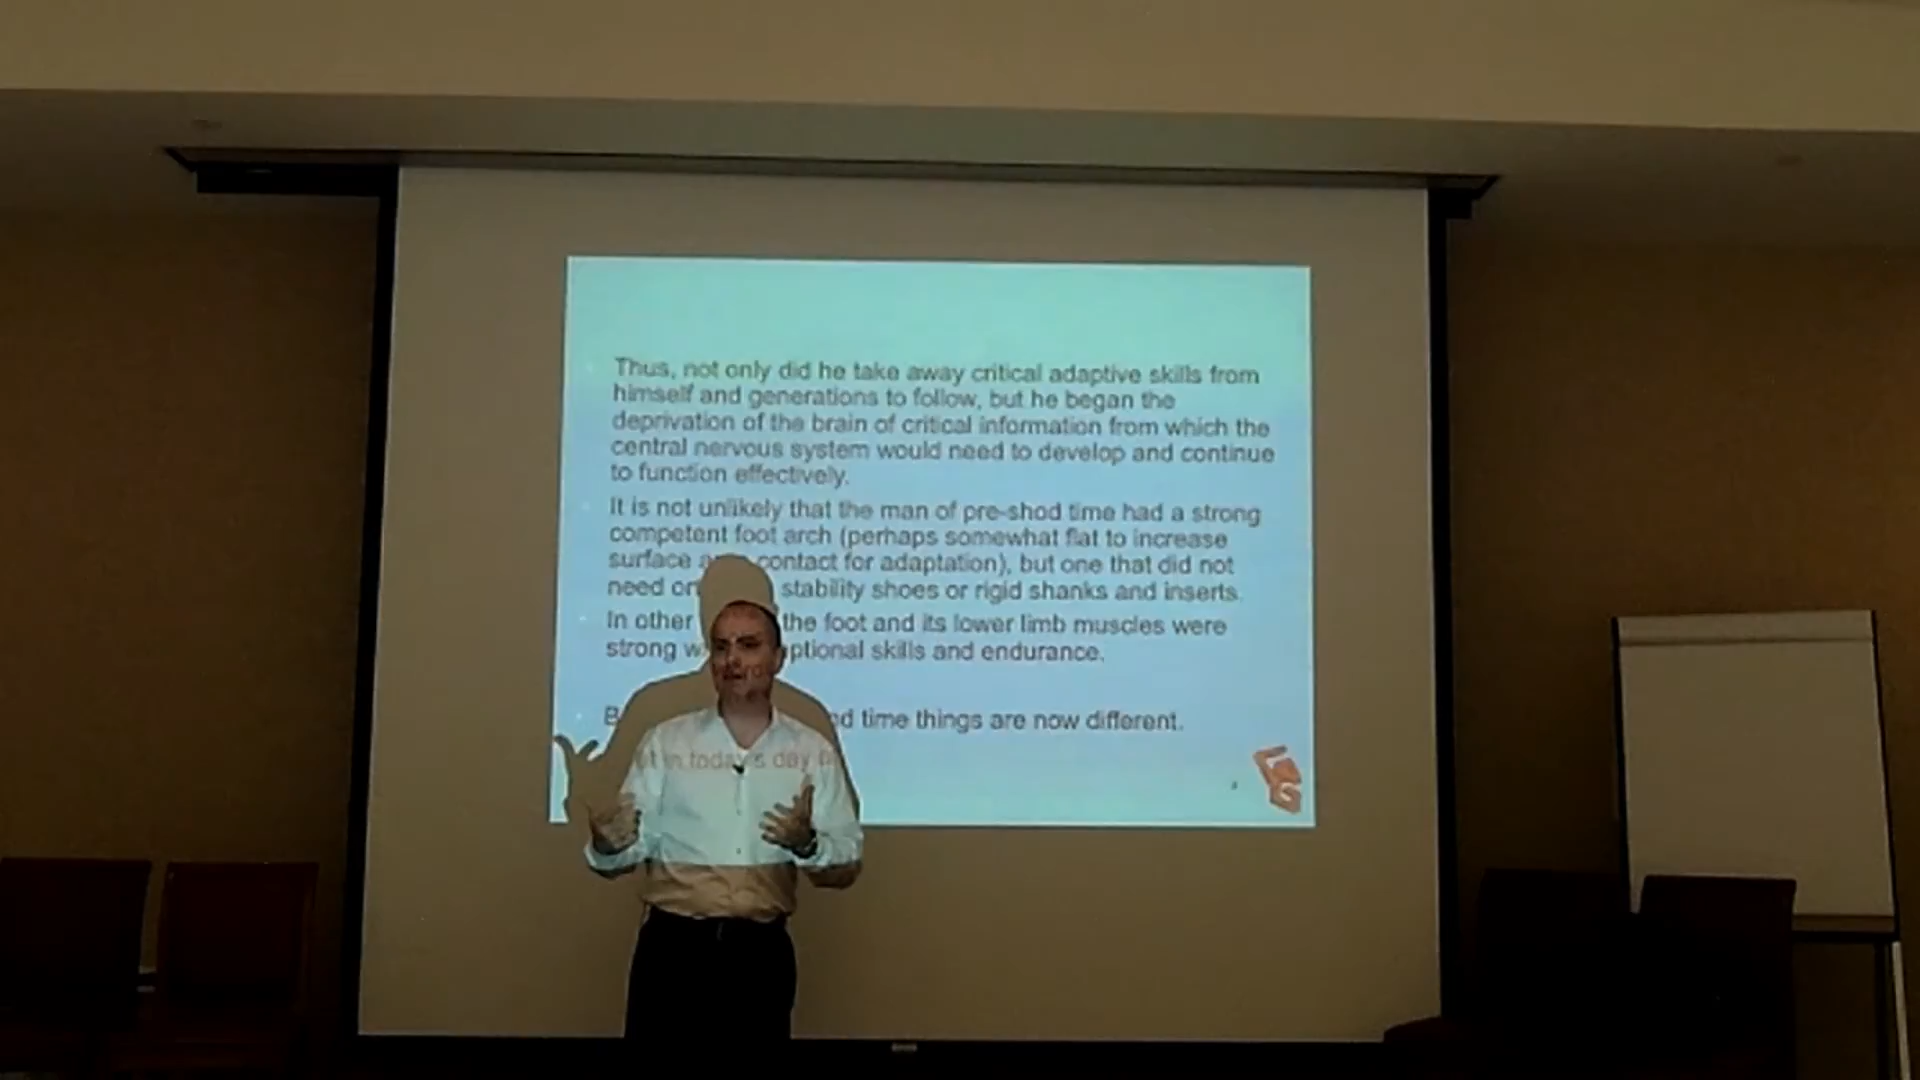 Thus, not only did he take away critical adaptive skills from
himself and generations to follow, but he began the
deprivation of the brain of critical information from which the
central nervous system would need to develop and continue
to function effectively.
It is not unlikely that the man of pre-shod time had a strong
competent foot arch (perhaps somewhat flat to increase
surface contact for adaptation), but one that did not
need stability shoes or rigid shanks and inserts.
In other the foot and its lower limb muscles were
strong skills and endurance.
time things are now different.
in today's day